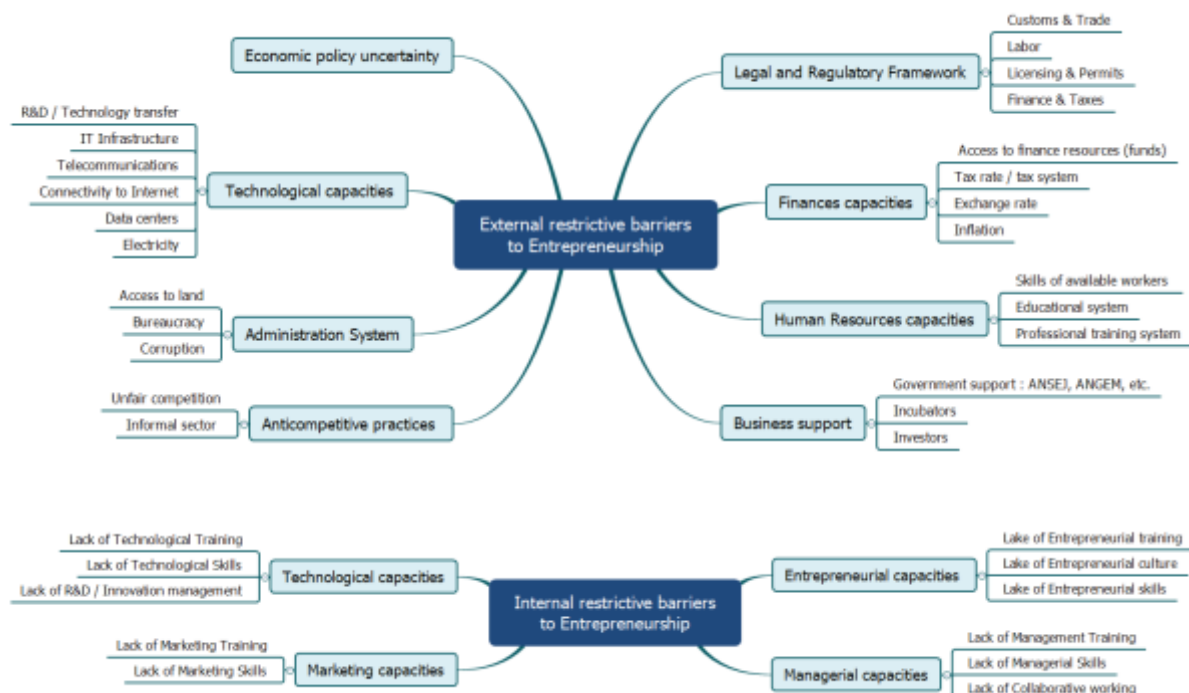 Economic policy uncertainty
R&D / Technology transfer
IT Infrastructure
Telecommunications
Connectivity to Internet
Data centers
Electricity
Technological capacities
Access to land
Bureaucracy
Corruption
Administration System
Unfair competition
Informal sector
Anticompetitive practices
External restrictive barriers
to Entrepreneurship
Legal and Regulatory Framework
Customs & Trade
Labor
Licensing & Permits
Finance & Taxes
Finances capacities
Access to finance resources (funds)
Tax rate / tax system
Exchange rate
Inflation
Human Resources capacities
Skills of available workers
Educational system
Professional training system
Business support
Government support : ANSEJ, ANGEM, etc.
Incubators
Investors
Lack of Technological Training
Lack of Technological Skills
Lack of R&D / Innovation management
Technological capacities
Lack of Marketing Training
Lack of Marketing Skills
Marketing capacities
Internal restrictive barriers
to Entrepreneurship
Entrepreneurial capacities
Lake of Entrepreneurial training
Lake of Entrepreneurial culture
Lake of Entrepreneurial skills
Managerial capacities
Lack of Management Training
Lack of Managerial Skills
Lack of Collaborative working